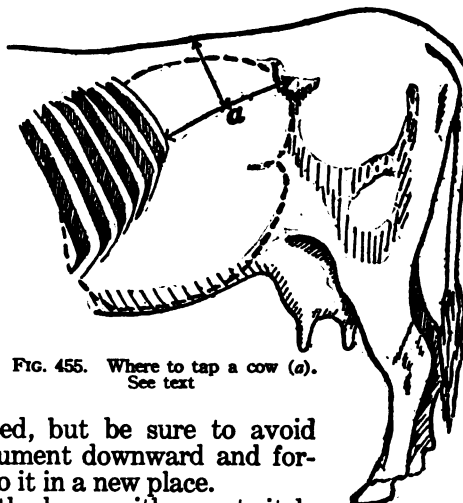 a
FIG. 455. Where to tap a cow (a).
See text
ed, but be sure to avoid
ument downward and for-
o it in a new place.